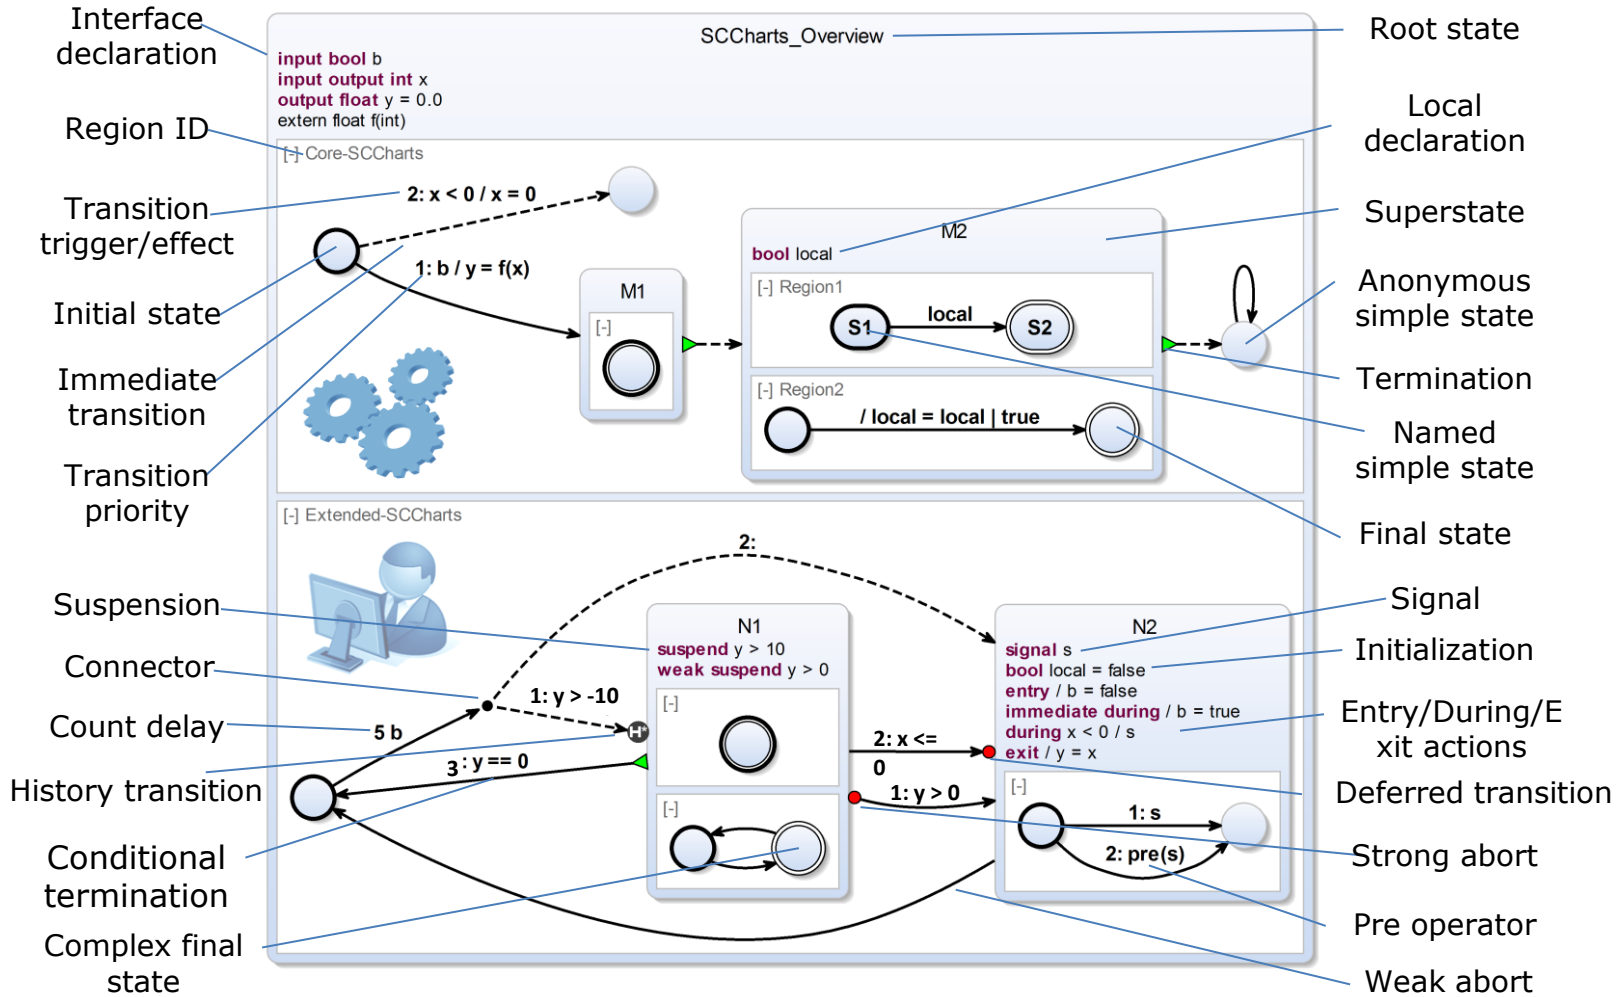 Interface
declaration
Region ID
Transition
trigger/effect
Initial state
Immediate
transition
Transition
priority
Suspension
Connector
Count delay
History transition
Conditional
termination
Complex final
state
SCCharts_Overview
input bool b
input output int x
output float y = 0.0
extern float f(int)
[-] Core-SCCharts
2: x < 0 / x = 0
1: b / y = f(x)
M1
[-]
M2
bool local
[-] Region1
S1
local
S2
[-] Region2
/ local = local | true
[-] Extended-SCCharts
2:
1: y > -10
H*
5 b
3: y == 0
N1
suspend y > 10
weak suspend y > 0
[-]
[-]
2: x <=
0
1: y > 0
N2
signal s
bool local = false
entry / b = false
immediate during / b = true
during x < 0 / s
exit / y = x
[-]
1: s
2: pre(s)
Root state
Local
declaration
Superstate
Anonymous
simple state
Termination
Named
simple state
Final state
Signal
Initialization
Entry/During/E
xit actions
Deferred transition
Strong abort
Pre operator
Weak abort